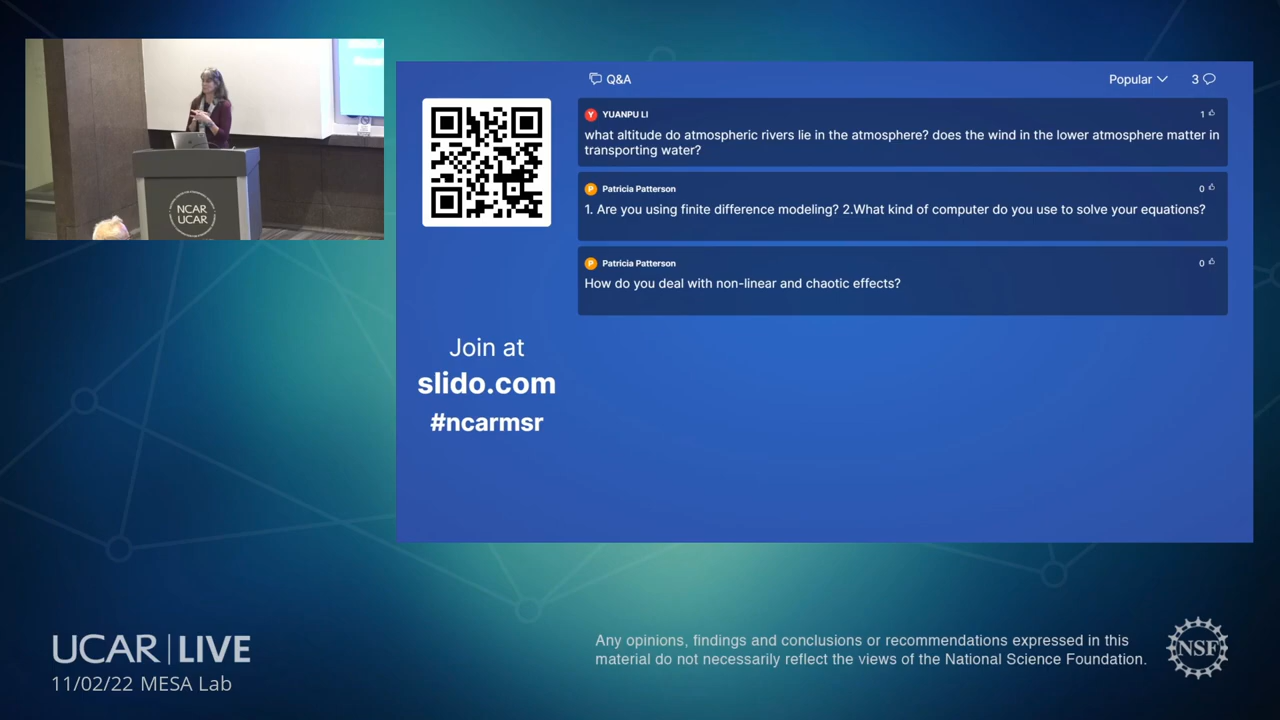 NCAR
UCAR
Q&A
Popular
3
Y
YUANPU LI
1
what altitude do atmospheric rivers lie in the atmosphere? does the wind in the lower atmosphere matter in
transporting water?
P
Patricia Patterson
0
1. Are you using finite difference modeling? 2.What kind of computer do you use to solve your equations?
P
Patricia Patterson
0
How do you deal with non-linear and chaotic effects?
Join at
slido.com
#ncarmsr
UCAR | LIVE
11/02/22 MESA Lab
Any opinions, findings and conclusions or recommendations expressed in this
material do not necessarily reflect the views of the National Science Foundation.
NSF